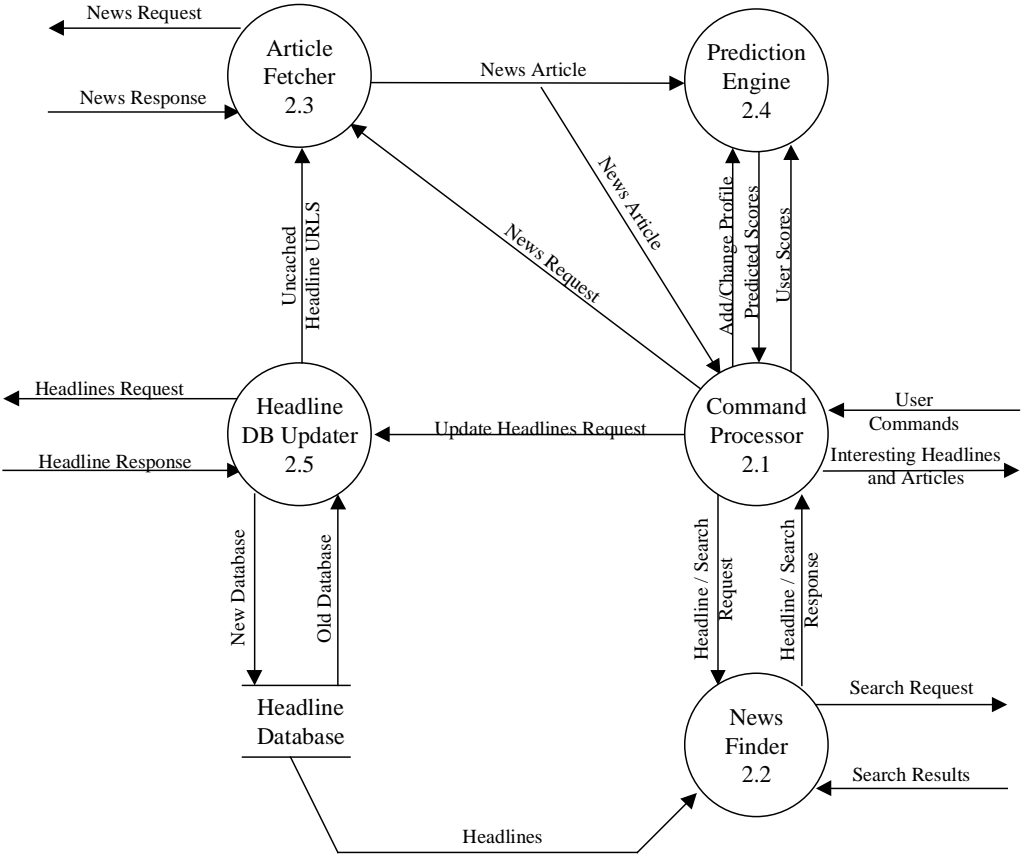 News Request
Article
Fetcher
2.3
News Response
News Article
Prediction
Engine
2.4
News Article
News Request
Uncached
Headline URLS
Add/Change Profile
Predicted Scores
User Scores
Headlines Request
Headline
DB Updater
2.5
Headline Response
Update Headlines Request
Command
Processor
2.1
User
Commands
Interesting Headlines
and Articles
New Database
Old Database
Headline / Search
Request
Headline / Search
Response
Headline
Database
News
Finder
2.2
Search Request
Search Results
Headlines